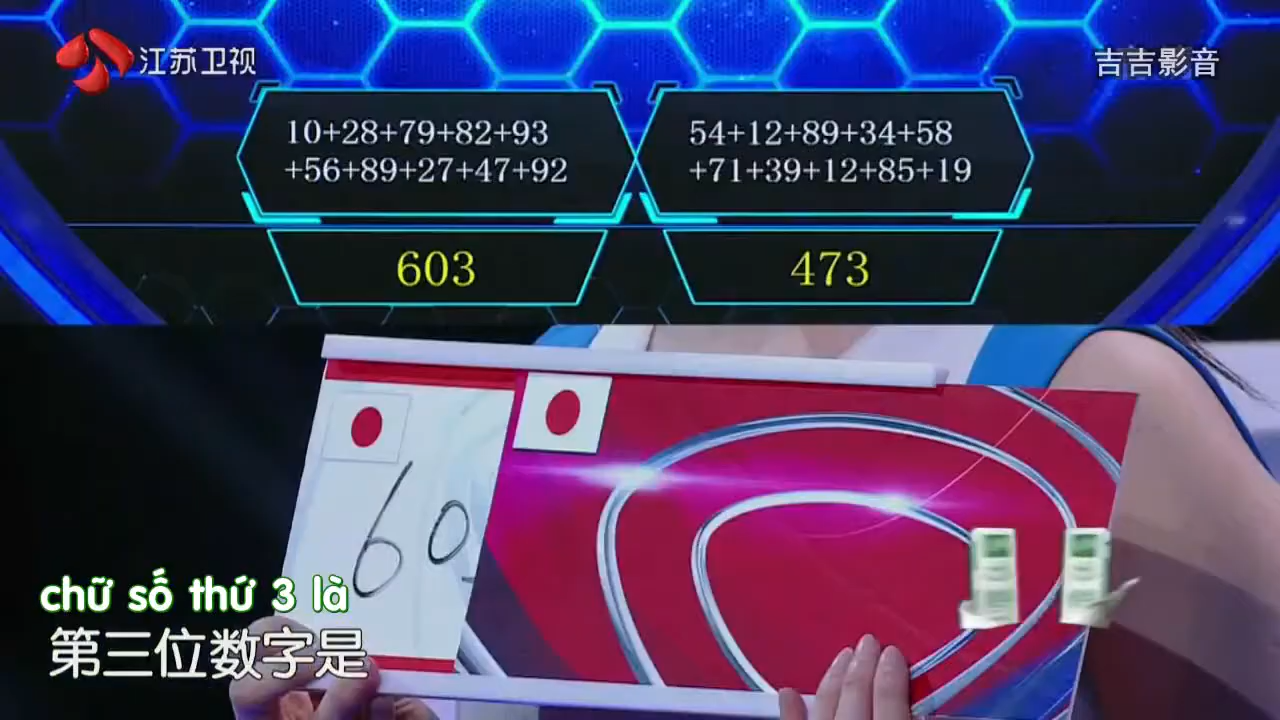 江苏卫视
吉吉影音
10+28+79+82+93
+56+89+27+47+92
54+12+89+34+58
+71+39+12+85+19
603
473
60
chữ số thứ 3 là
第三位数字是